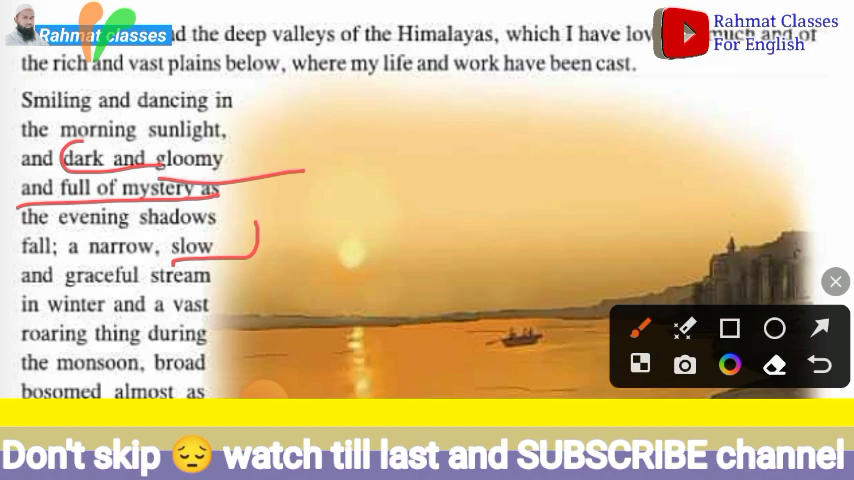 Rahmat classes
Rahmat Classes
For English
d the deep valleys of the Himalayas, which I have lov much and of
the rich and vast plains below, where my life and work have been cast.
Smiling and dancing in
the morning sunlight,
and dark and gloomy
and full of mystery as
the evening shadows
fall; a narrow, slow
and graceful stream
in winter and a vast
roaring thing during
the monsoon, broad
bosomed almost as
Don't skip 😔 watch till last and SUBSCRIBE channel